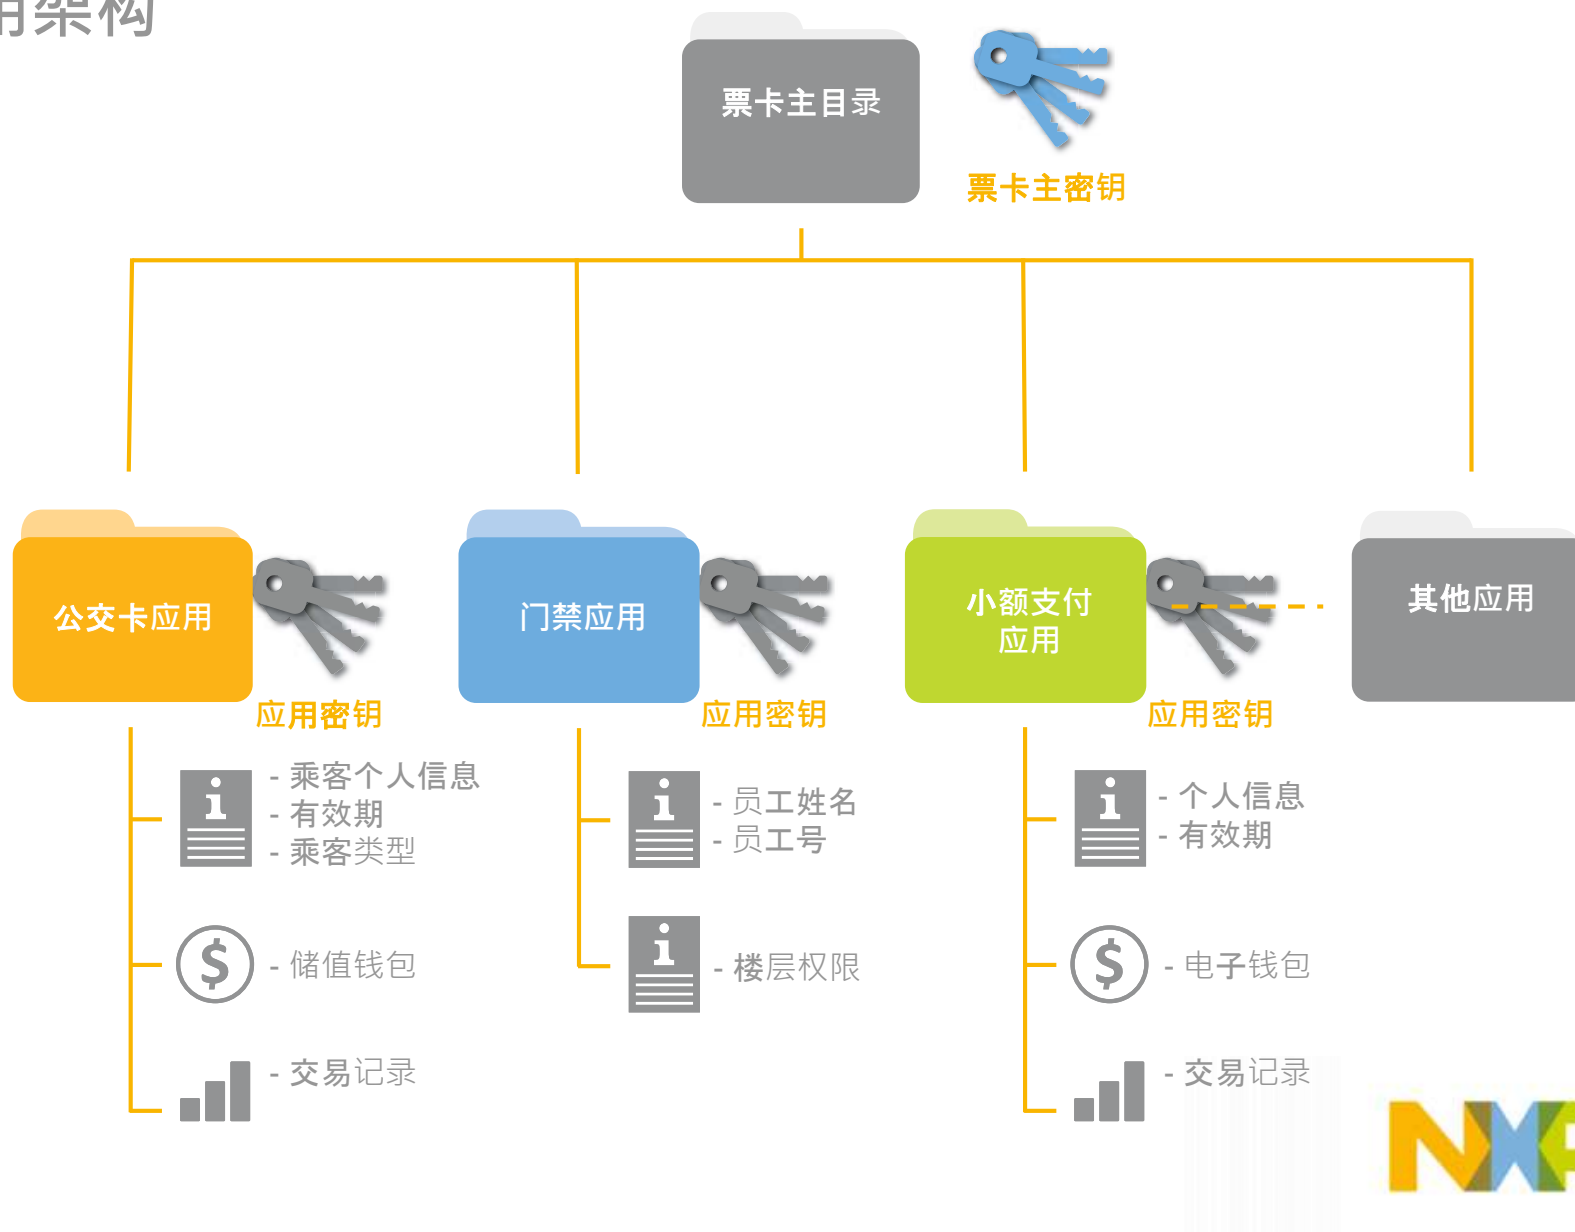 用架构
票卡主目录
票卡主密钥
公交卡应用
应用密钥
门禁应用
应用密钥
小额支付
应用
应用密钥
其他应用
- 乘客个人信息
- 有效期
- 乘客类型
- 储值钱包
- 交易记录
- 员工姓名
- 员工号
- 楼层权限
- 个人信息
- 有效期
- 电子钱包
- 交易记录
NXP